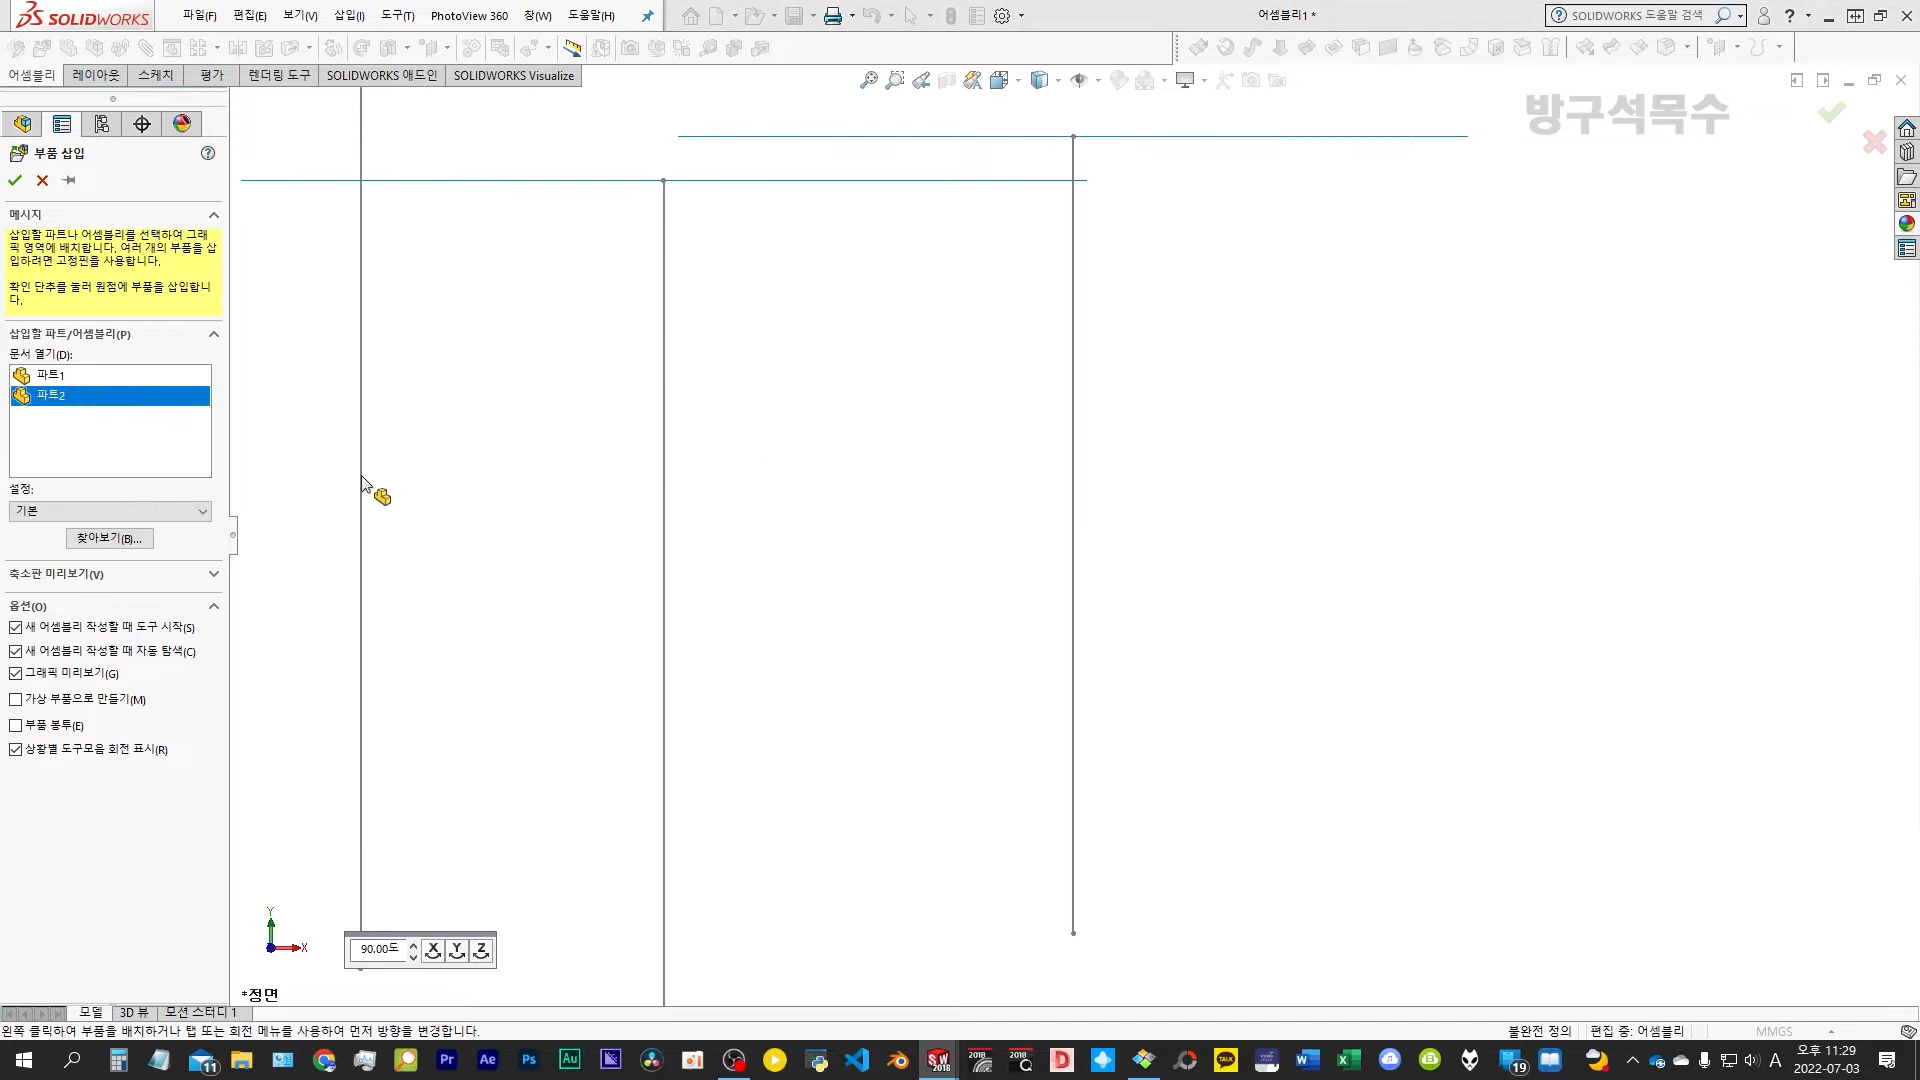 SOLIDWORKS
파일(F)
편집(E)
보기(V)
삽입(I)
도구(T)
PhotoView 360
창(W)
도움말(H)
어셈블리1 *
SOLIDWORKS 도움말 검색
어셈블리
레이아웃
스케치
평가
렌더링 도구
SOLIDWORKS 애드인
SOLIDWORKS Visualize
방구석목수
부품 삽입
메시지
삽입할 파트나 어셈블리를 선택하여 그래
픽 영역에 배치합니다. 여러 개의 부품을 삽
입하려면 고정핀을 사용합니다.
확인 단추를 눌러 원점에 부품을 삽입합니
다.
삽입할 파트/어셈블리(P)
문서 열기(D):
파트1
파트2
설정:
기본
찾아보기(B)...
축소판 미리보기(V)
옵션(O)
새 어셈블리 작성할 때 도구 시작(S)
새 어셈블리 작성할 때 자동 탐색(C)
그래픽 미리보기(G)
가상 부품으로 만들기(M)
부품 봉투(E)
상황별 도구모음 회전 표시(R)
Y
X
90.00도
X
Y
Z
*정면
모델
3D 뷰
모션 스터디 1
왼쪽 클릭하여 부품을 배치하거나 탭 또는 회전 메뉴를 사용하여 먼저 방향을 변경합니다.
불완전 정의
편집 중: 어셈블리
MMGS
11
Pr
Ae
Ps
Au
SW
2018
2018
2018
D
TALK
19
A
오후 11:29
2022-07-03